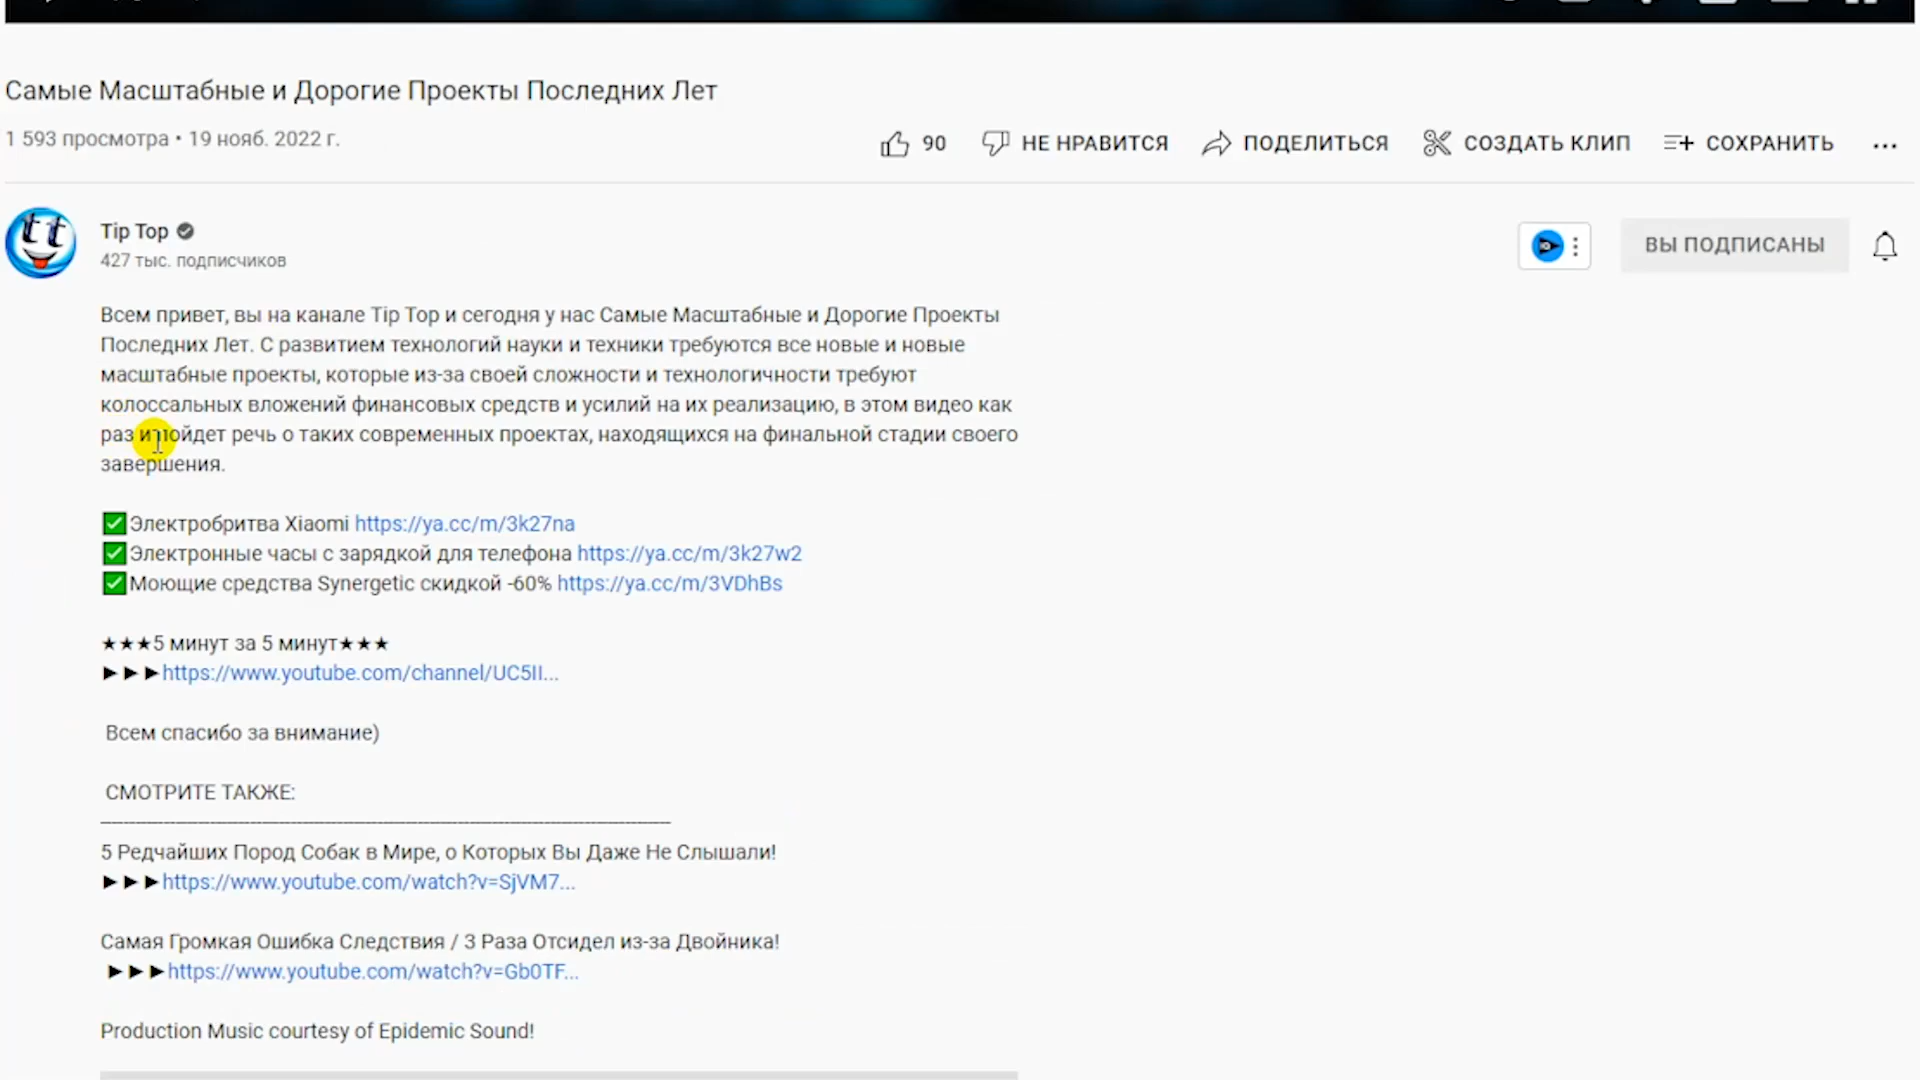 Самые Масштабные и Дорогие Проекты Последних Лет
1 593 просмотра • 19 нояб. 2022 г.
90 НЕ НРАВИТСЯ ПОДЕЛИТЬСЯ СОЗДАТЬ КЛИП СОХРАНИТЬ ...
tt
Tip Top
427 тыс. подписчиков
ВЫ ПОДПИСАНЫ
Всем привет, вы на канале Tip Top и сегодня у нас Самые Масштабные и Дорогие Проекты
Последних Лет. С развитием технологий науки и техники требуются все новые и новые
масштабные проекты, которые из-за своей сложности и технологичности требуют
колоссальных вложений финансовых средств и усилий на их реализацию, в этом видео как
раз и пойдет речь о таких современных проектах, находящихся на финальной стадии своего
завершения.
✅Электробритва Xiaomi https://ya.cc/m/3k27na
✅Электронные часы с зарядкой для телефона https://ya.cc/m/3k27w2
✅Моющие средства Synergetic скидкой -60% https://ya.cc/m/3VDhBs
★★★5 минут за 5 минут★★★
►►►https://www.youtube.com/channel/UC5II...
Всем спасибо за внимание)
СМОТРИТЕ ТАКЖЕ:
5 Редчайших Пород Собак в Мире, о Которых Вы Даже Не Слышали!
►►►https://www.youtube.com/watch?v=SjVM7...
Самая Громкая Ошибка Следствия / 3 Раза Отсидел из-за Двойника!
►►►https://www.youtube.com/watch?v=Gb0TF...
Production Music courtesy of Epidemic Sound!